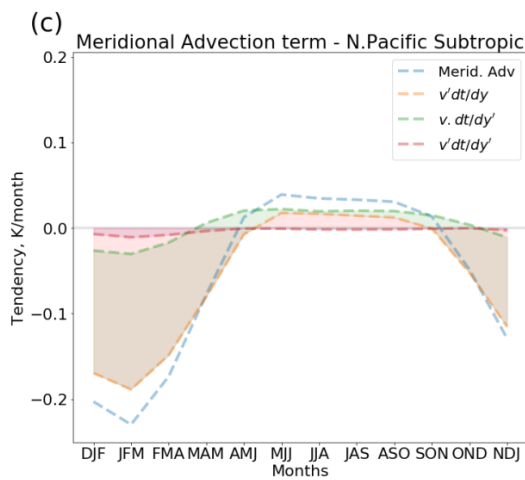 (c)
Meridional Advection term - N.Pacific Subtropic
Merid. Adv
v'dt/dy
v. dt/dy'
v'dt/dy'
Tendency, K/month
0.2
0.1
0.0
−0.1
−0.2
DJF JFM FMA MAM AMJ MJJ JJA JAS ASO SON OND NDJ
Months